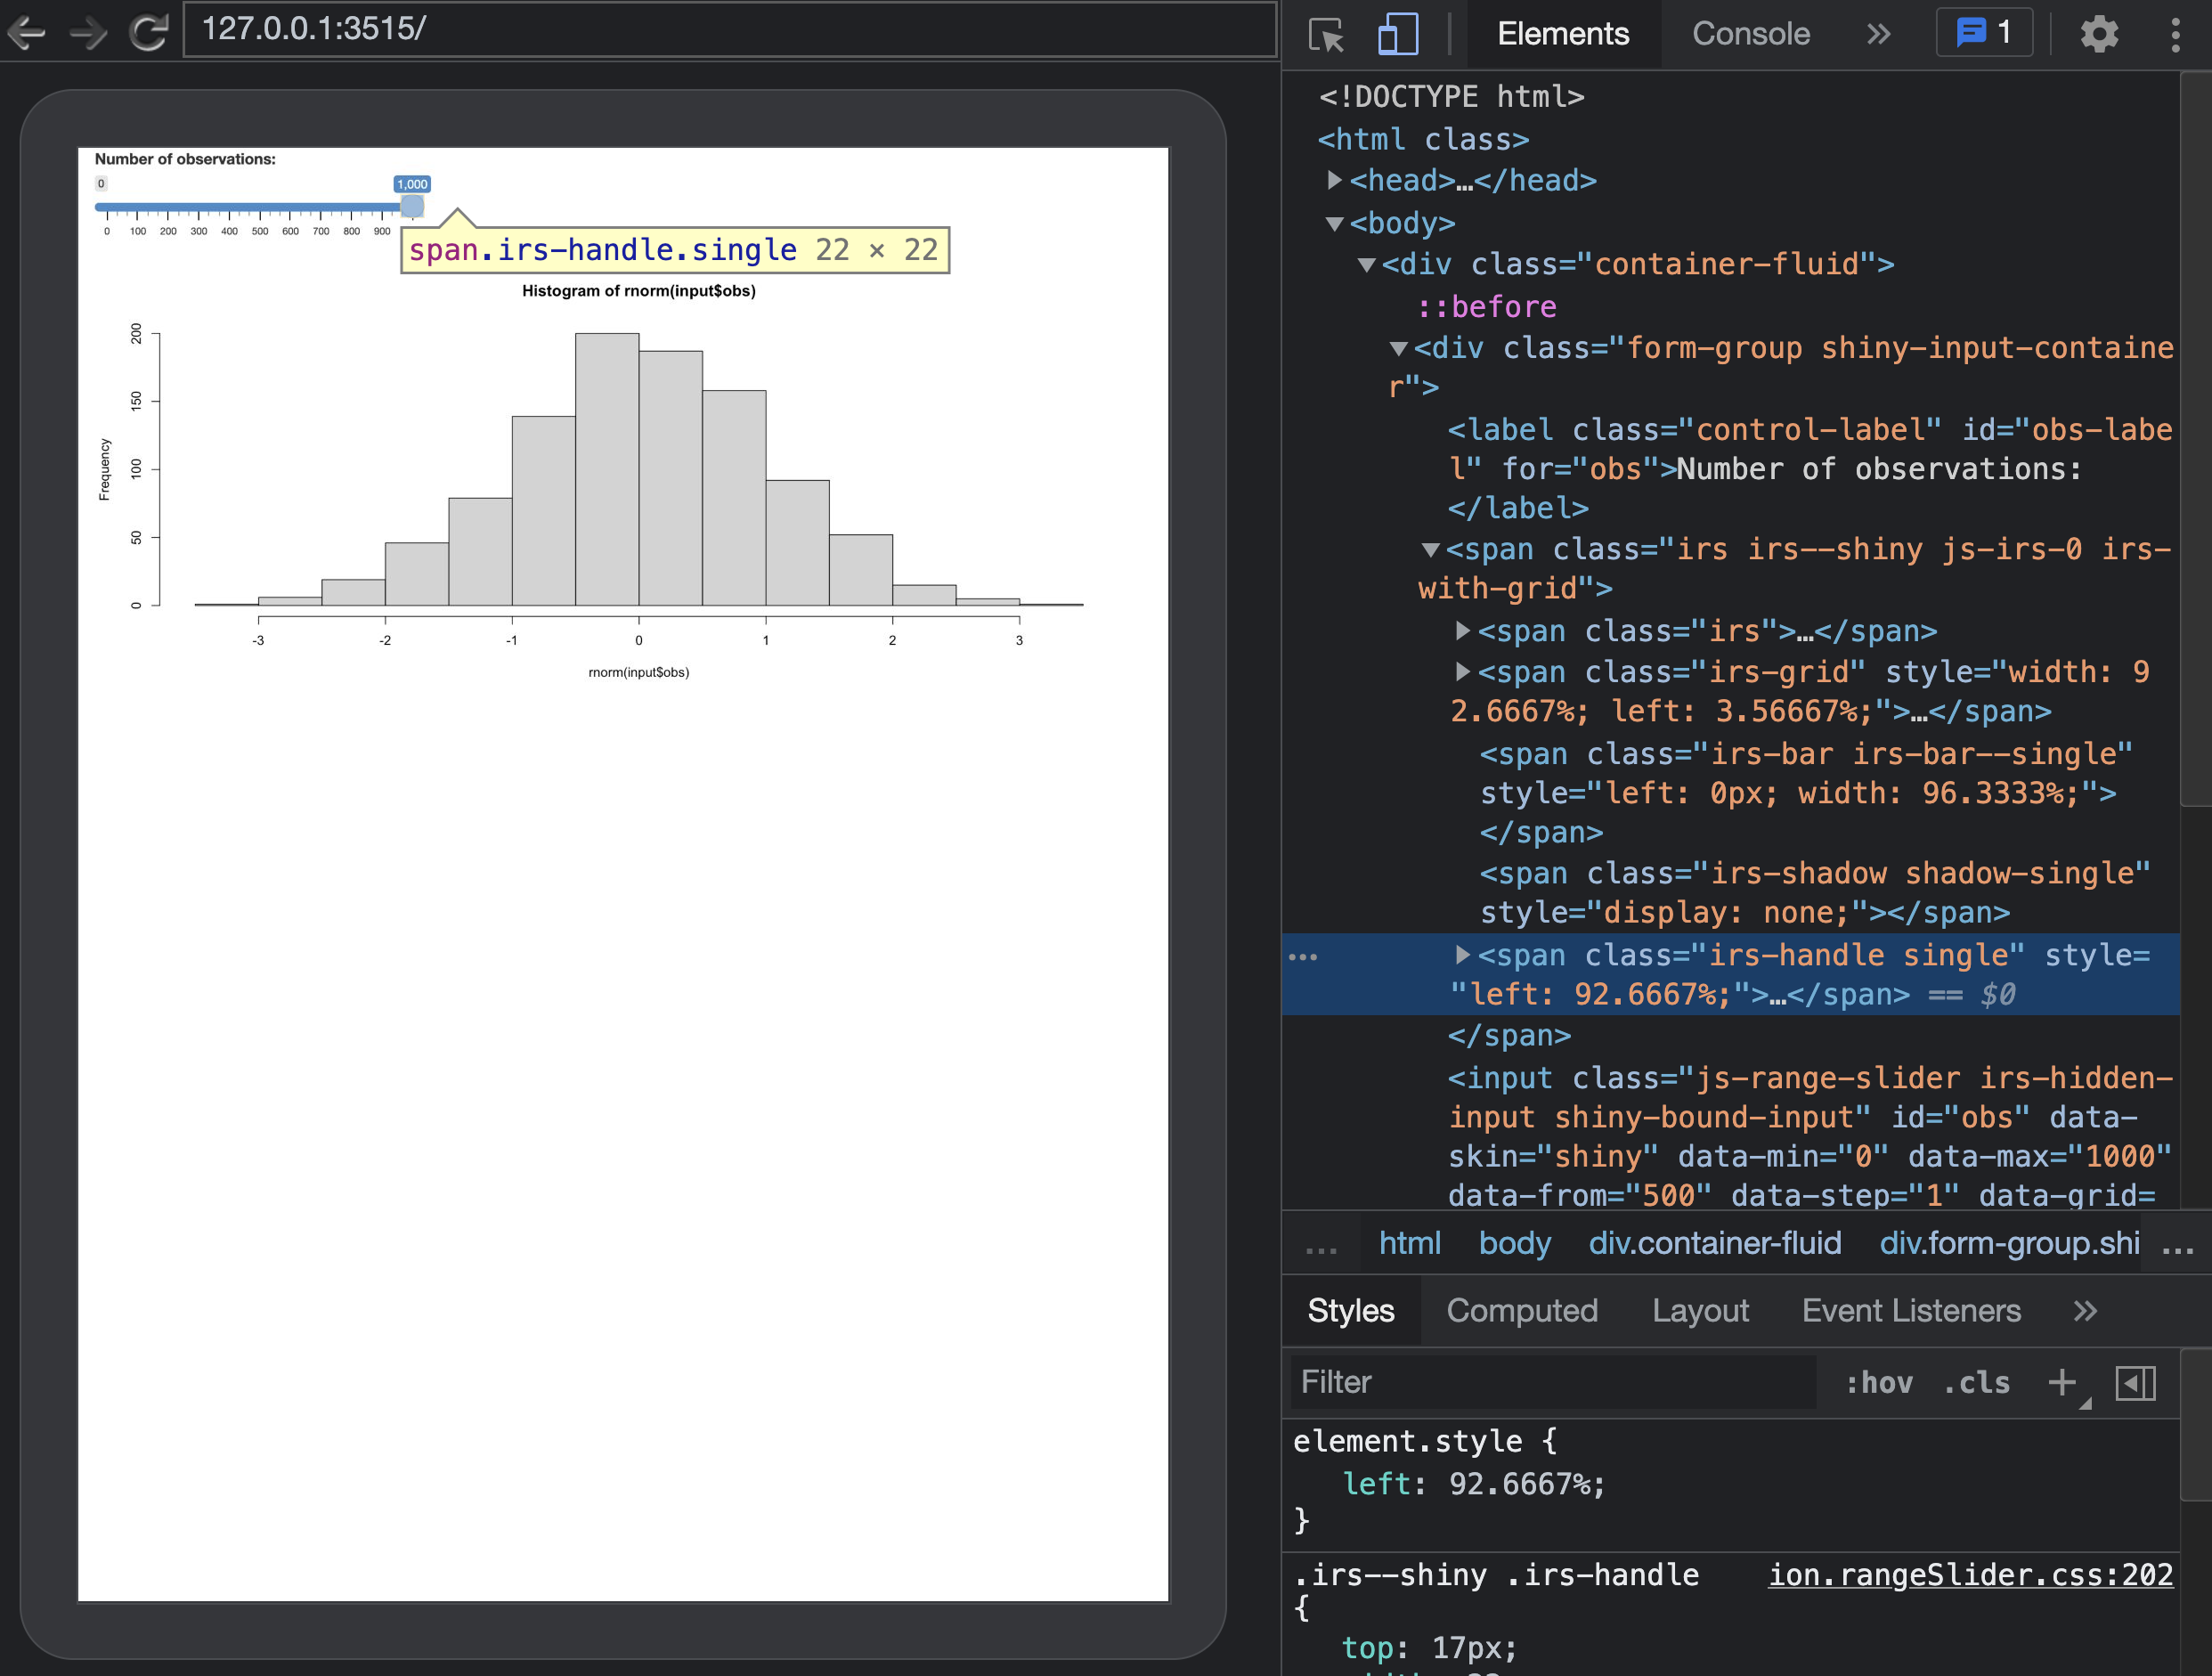 127.0.0.1:3515/
Number of observations:
0
1,000
0 100 200 300 400 500 600 700 800 900
span.irs-handle.single 22 × 22
Histogram of rnorm(input$obs)
Frequency
0 50 100 150 200
-3 -2 -1 0 1 2 3
rnorm(input$obs)
Elements Console » 1
<!DOCTYPE html>
<html class>
<head>…</head>
<body>
<div class="container-fluid">
::before
<div class="form-group shiny-input-containe
r">
<label class="control-label" id="obs-labe
l" for="obs">Number of observations:
</label>
<span class="irs irs--shiny js-irs-0 irs-
with-grid">
<span class="irs">…</span>
<span class="irs-grid" style="width: 9
2.6667%; left: 3.56667%;">…</span>
<span class="irs-bar irs-bar--single"
style="left: 0px; width: 96.3333%;">
</span>
<span class="irs-shadow shadow-single"
style="display: none;"></span>
<span class="irs-handle single" style=
"left: 92.6667%;">…</span> == $0
</span>
<input class="js-range-slider irs-hidden-
input shiny-bound-input" id="obs" data-
skin="shiny" data-min="0" data-max="1000"
data-from="500" data-step="1" data-grid=
... html body div.container-fluid div.form-group.shi ...
Styles Computed Layout Event Listeners »
Filter :hov .cls +
element.style {
left: 92.6667%;
}
.irs--shiny .irs-handle ion.rangeSlider.css:202
{
top: 17px;